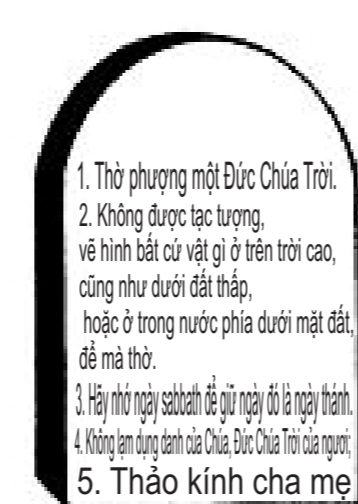 1. Thờ phượng một Đức Chúa Trời.
2. Không được tạc tượng,
vẽ hình bất cứ vật gì ở trên trời cao,
cũng như dưới đất thấp,
hoặc ở trong nước phía dưới mặt đất,
để mà thờ.
3. Hãy nhớ ngày sabbath để giữ ngày đó là ngày thánh.
4. Không lạm dụng danh của Chúa, Đức Chúa Trời của ngươi;
5. Thảo kính cha mẹ